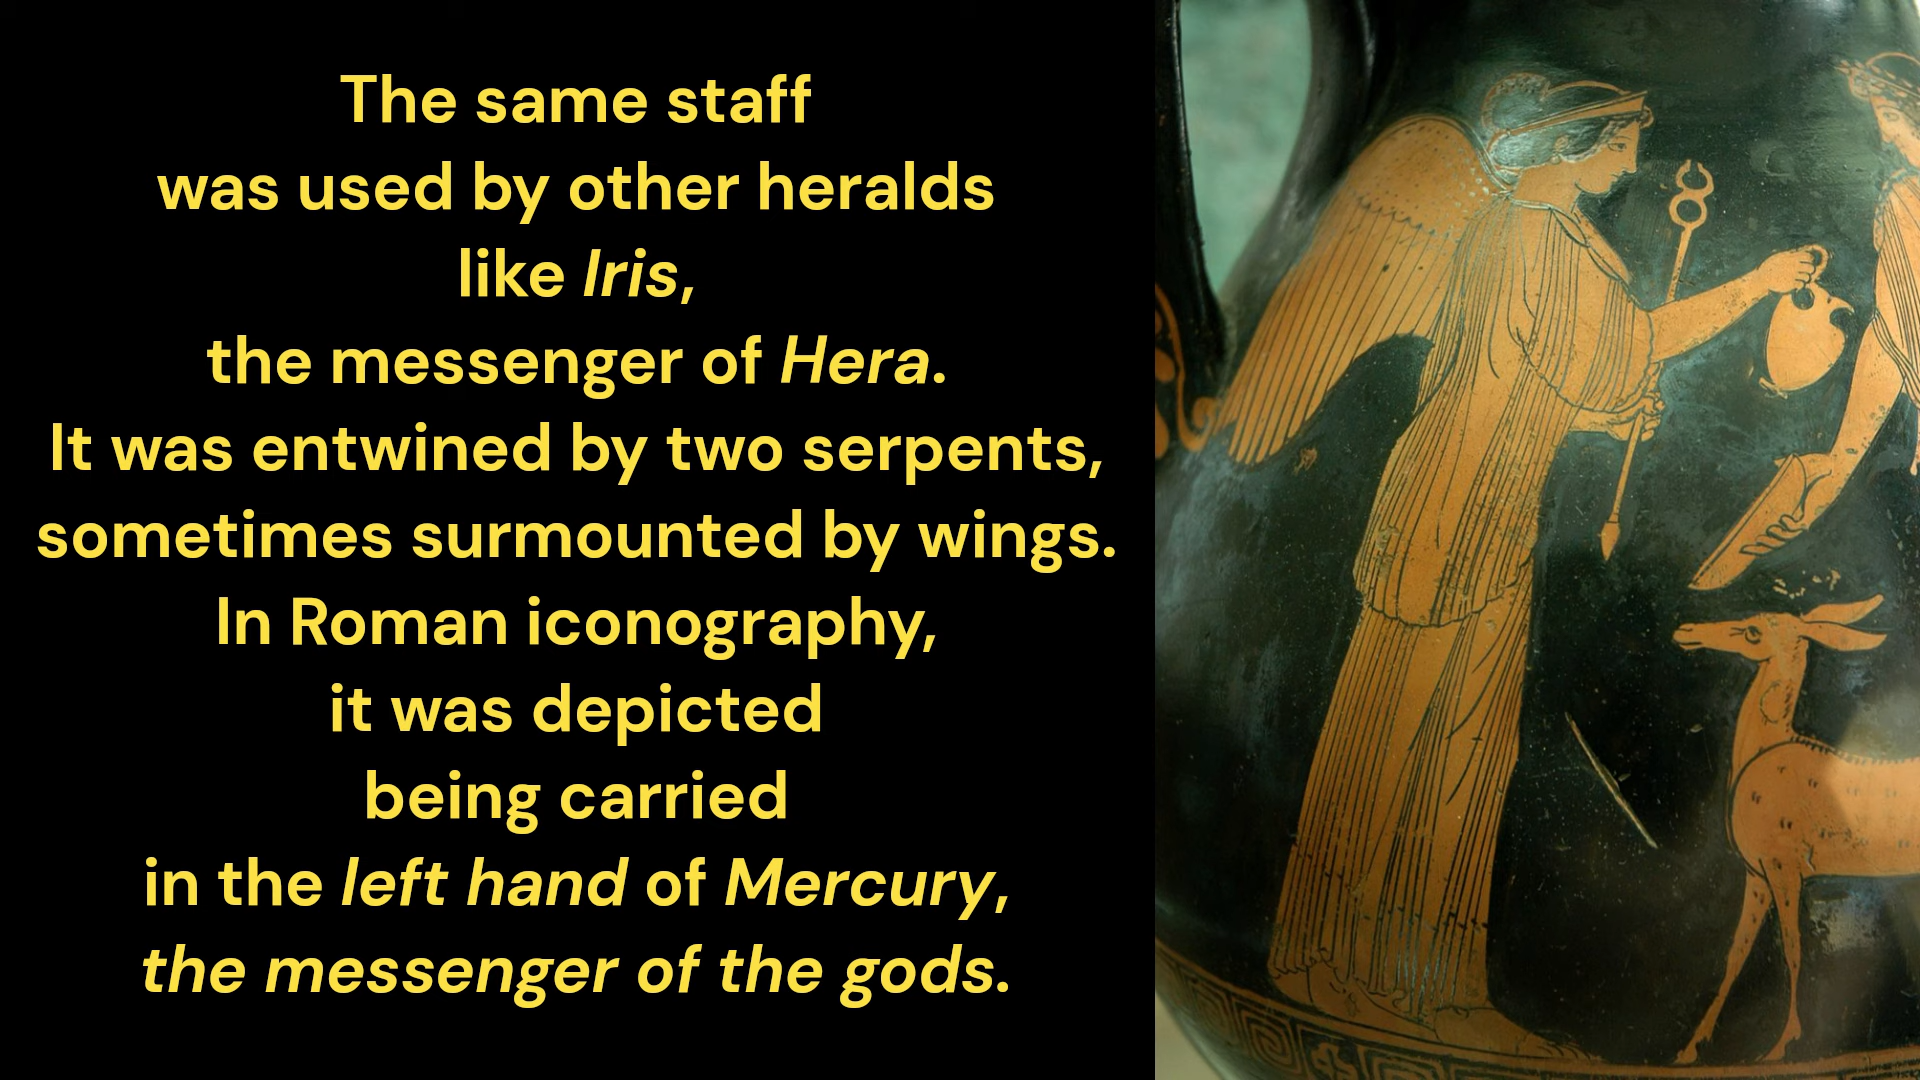 The same staff
was used by other heralds
like Iris,
the messenger of Hera.
It was entwined by two serpents,
sometimes surmounted by wings.
In Roman iconography,
it was depicted
being carried
in the left hand of Mercury,
the messenger of the gods.